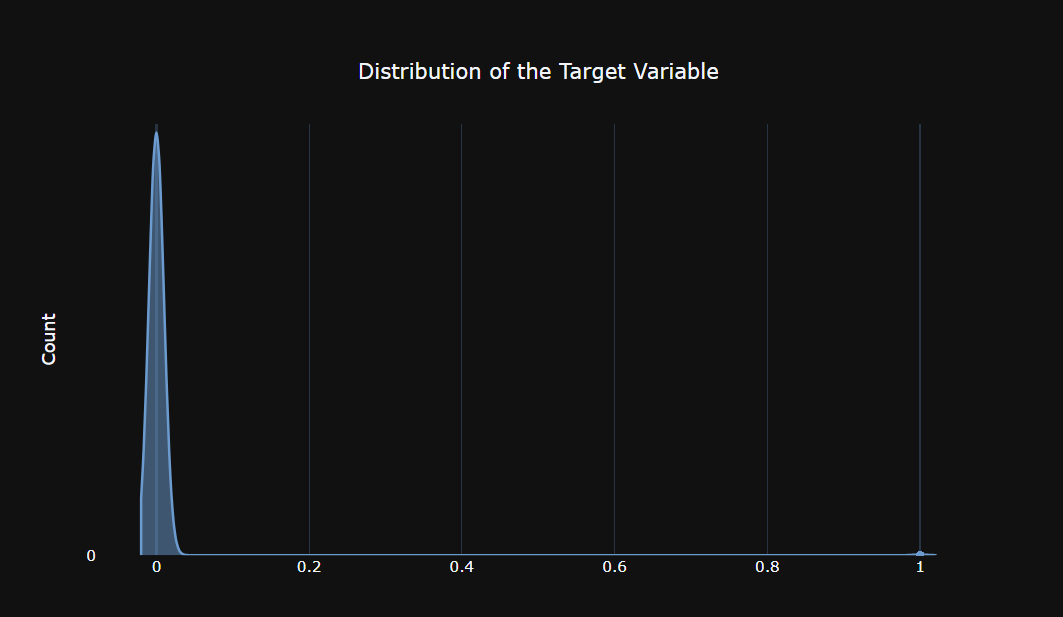 Distribution of the Target Variable
Count
0
0 0.2 0.4 0.6 0.8 1